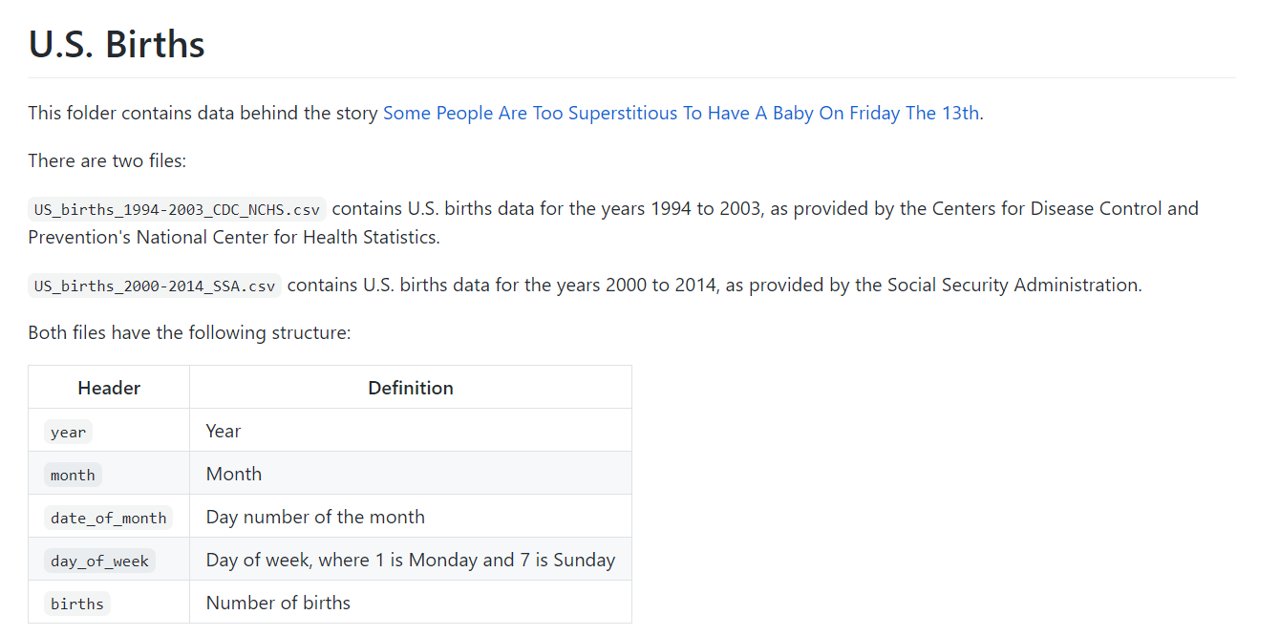 U.S. Births
This folder contains data behind the story Some People Are Too Superstitious To Have A Baby On Friday The 13th.
There are two files:
US_births_1994-2003_CDC_NCHS.csv contains U.S. births data for the years 1994 to 2003, as provided by the Centers for Disease Control and
Prevention's National Center for Health Statistics.
US_births_2000-2014_SSA.csv contains U.S. births data for the years 2000 to 2014, as provided by the Social Security Administration.
Both files have the following structure:
Header Definition
year Year
month Month
date_of_month Day number of the month
day_of_week Day of week, where 1 is Monday and 7 is Sunday
births Number of births